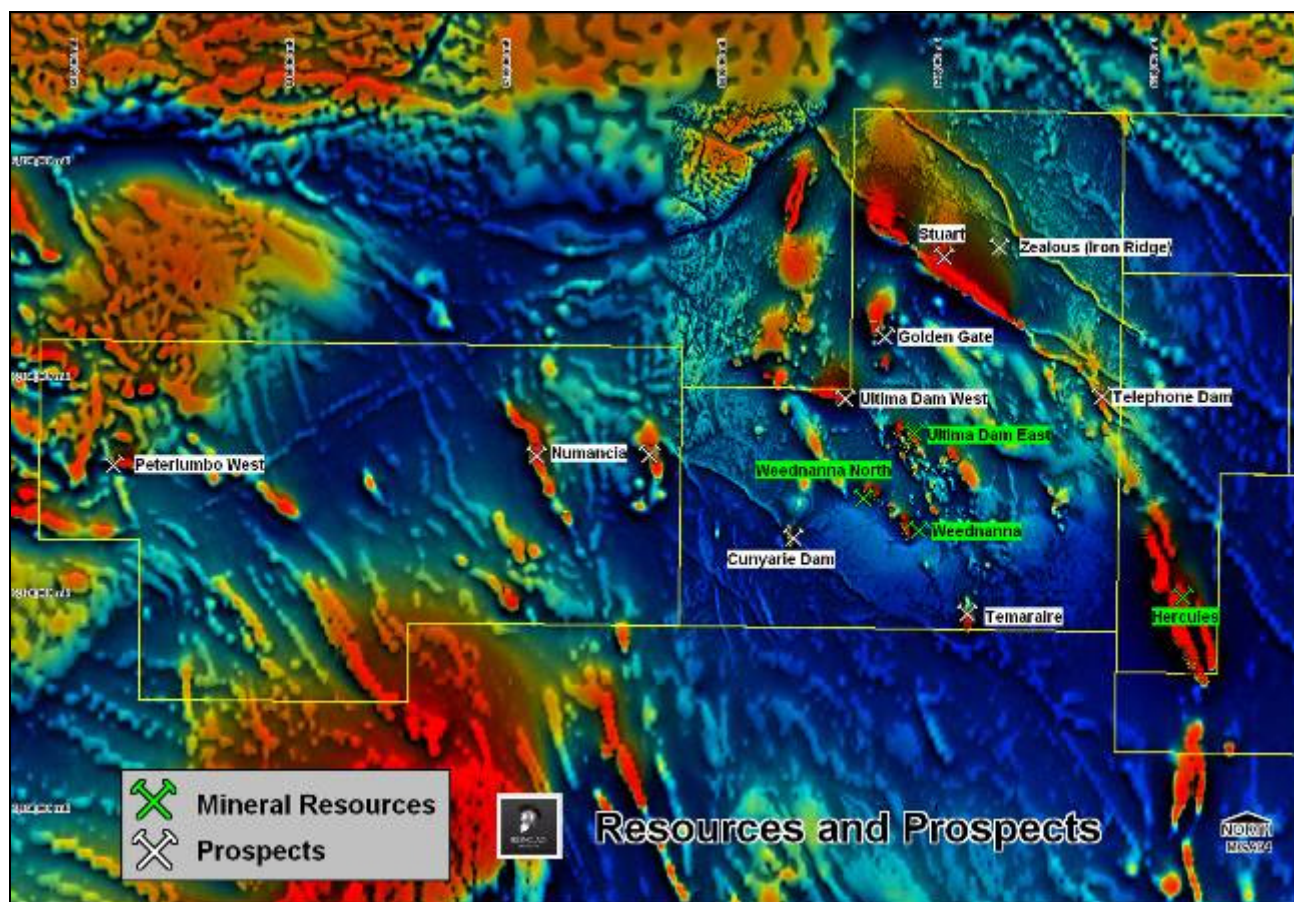 Stuart
Zealous (Iron Ridge)
Golden Gate
Ultima Dam West
Telephone Dam
Ultima Dam East
Peterlumbo West
Numancia
Weednanna North
Weednanna
Cunyarie Dam
Hercules
Temaraire
Mineral Resources
Prospects
Resources and Prospects
NORTH
MGA94